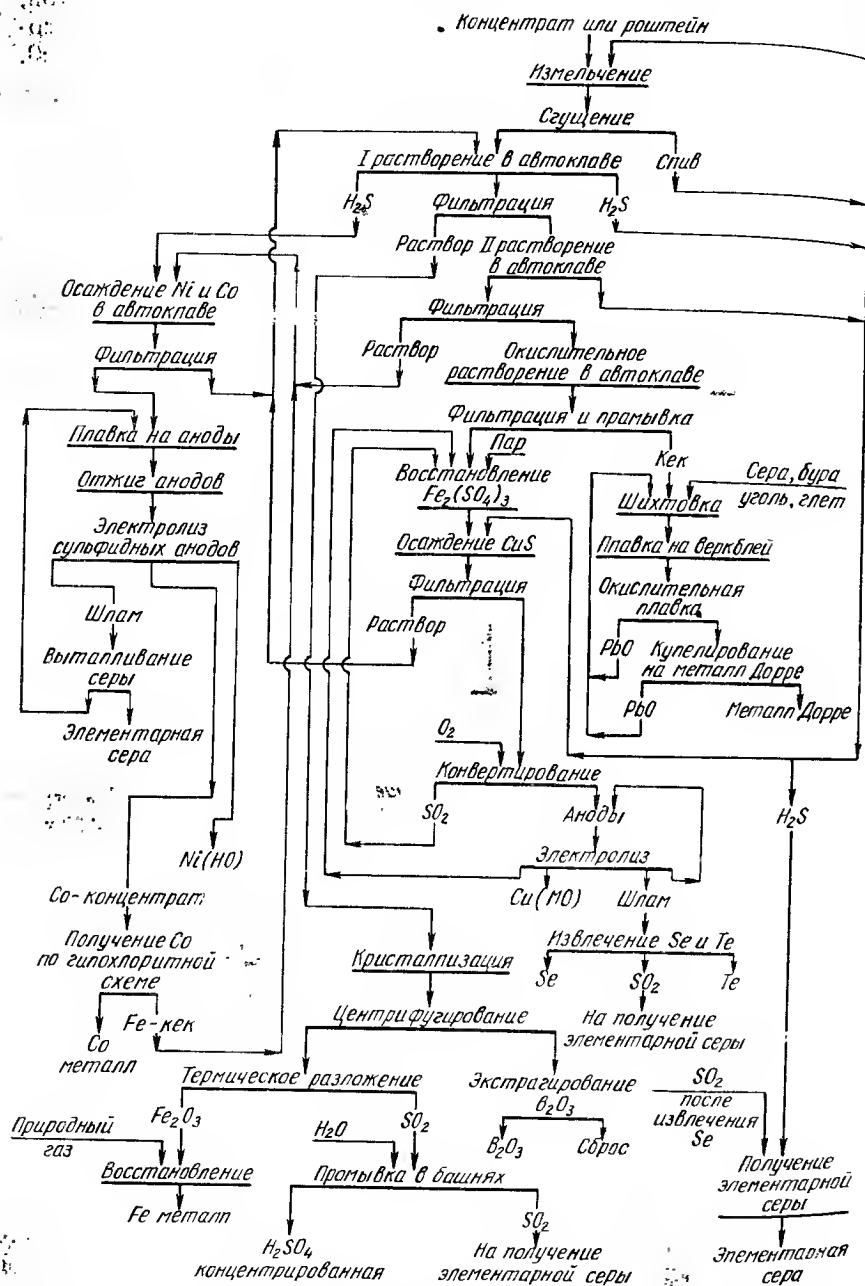 Концентрат или роштейн
Измельчение
Сгущение
I растворение в автоклаве
Слив
H2S
Фильтрация
H2S
Раствор
II растворение
в автоклаве
Осаждение Ni и Co
в автоклаве
Фильтрация
Фильтрация
Раствор
Окислительное
растворение в автоклаве
Плавка на аноды
Фильтрация и прамывка
Пар
Кек
Отжиг анодов
Восстановление
Fe2(SO4)3
Сера, бура
уголь, глет
Шихтовка
Электролиз
сульфидных анодов
Осаждение CuS
Плавка на веркблей
Фильтрация
Окислительная
плавка
Шлам
Раствор
PbO
Купелирование
на металл Дорре
Выталливание
серы
PbO
Металл Дорре
Элементарная
сера
O2
Конвертирование
SO2
Аноды
H2S
Ni(HO)
Электролиз
Cu(MO)
Шлам
Co-концентрат
Получение Co
по гипохлоритной
схеме
Кристаллизация
Извлечение Se и Te
Se
SO2
Te
Co
металл
Fe-кек
Центрифугирование
На получение
элементарной серы
Термическое разложение
Экстрагирование
B2O3
SO2
после
извлечения
Se
Природный
газ
Fe2O3
H2O
SO2
B2O3
Сброс
Восстановление
Промывка в башнях
Получение
элементарной
серы
Fe металл
SO2
H2SO4
концентрированная
На получение
элементарной серы
Элементарная
сера